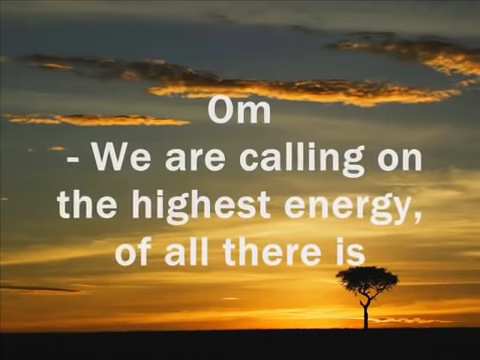 Om
- We are calling on
the highest energy,
of all there is